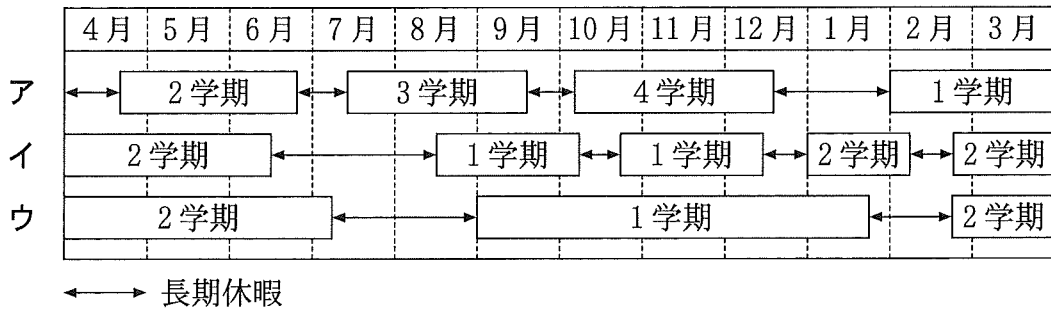 4月 5月 6月 7月 8月 9月 10月 11月 12月 1月 2月 3月
ア 2学期 3学期 4学期 1学期
イ 2学期 1学期 1学期 2学期 2学期
ウ 2学期 1学期 2学期
長期休暇